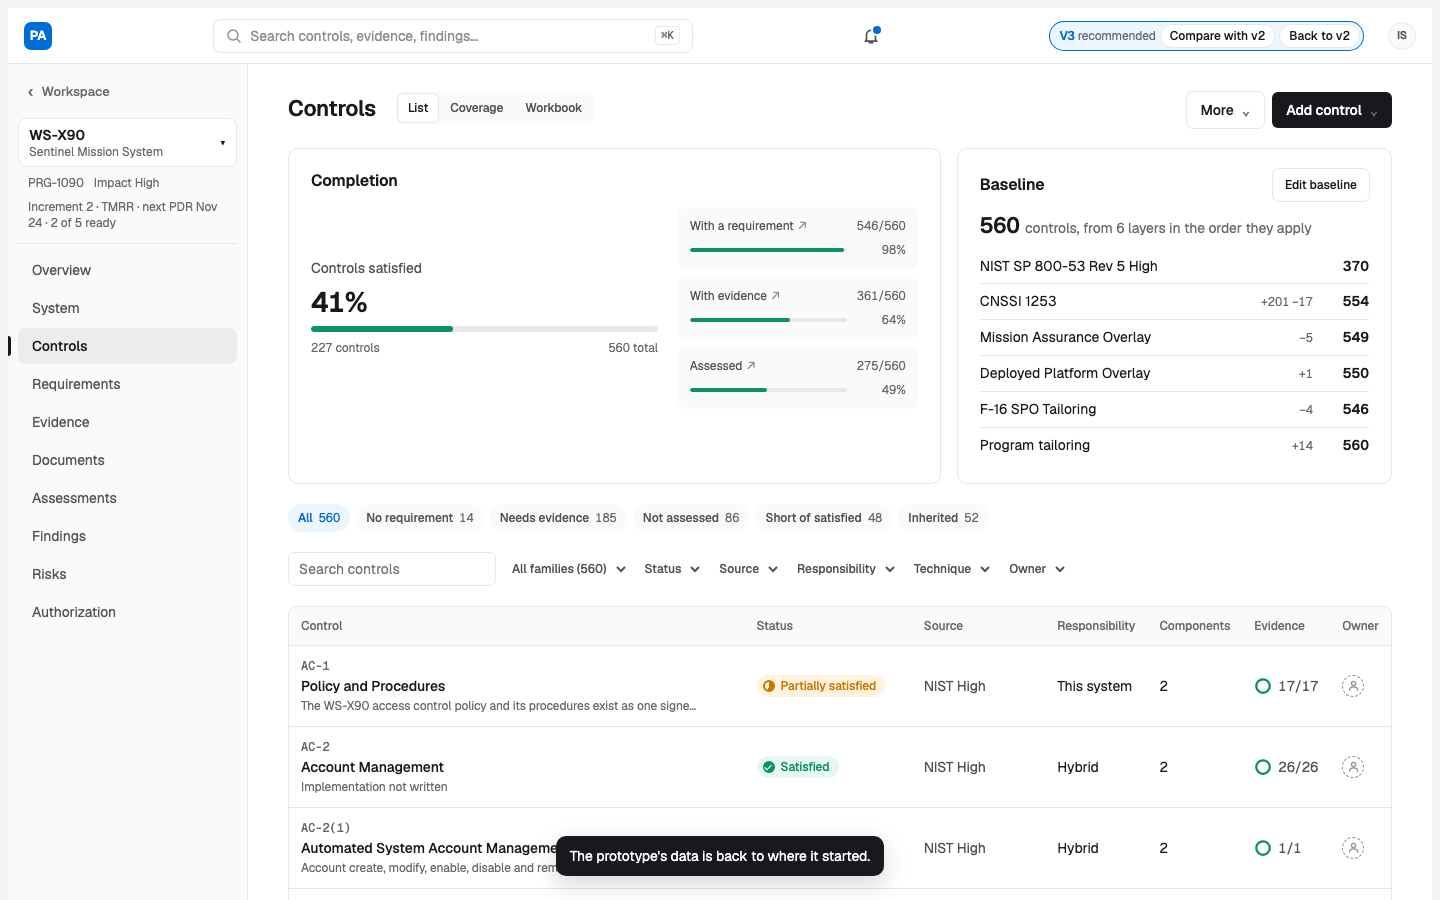 PA
Search controls, evidence, findings...
⌘K
V3 recommended
Compare with v2
Back to v2
IS
Workspace
WS-X90
Sentinel Mission System
PRG-1090 Impact High
Increment 2 · TMRR · next PDR Nov
24 · 2 of 5 ready
Overview
System
Controls
Requirements
Evidence
Documents
Assessments
Findings
Risks
Authorization
Controls
List
Coverage
Workbook
More
Add control
Completion
Controls satisfied
41%
227 controls
560 total
With a requirement ↗ 546/560
98%
With evidence ↗ 361/560
64%
Assessed ↗ 275/560
49%
Baseline
Edit baseline
560 controls, from 6 layers in the order they apply
NIST SP 800-53 Rev 5 High 370
CNSSI 1253 +201 −17 554
Mission Assurance Overlay −5 549
Deployed Platform Overlay +1 550
F-16 SPO Tailoring −4 546
Program tailoring +14 560
All 560
No requirement 14
Needs evidence 185
Not assessed 86
Short of satisfied 48
Inherited 52
Search controls
All families (560)
Status
Source
Responsibility
Technique
Owner
Control Status Source Responsibility Components Evidence Owner
AC-1
Policy and Procedures
The WS-X90 access control policy and its procedures exist as one signe...
Partially satisfied
NIST High
This system
2
17/17
AC-2
Account Management
Implementation not written
Satisfied
NIST High
Hybrid
2
26/26
AC-2(1)
Automated System Account Manageme
Account create, modify, enable, disable and rem
NIST High
Hybrid
2
1/1
The prototype's data is back to where it started.